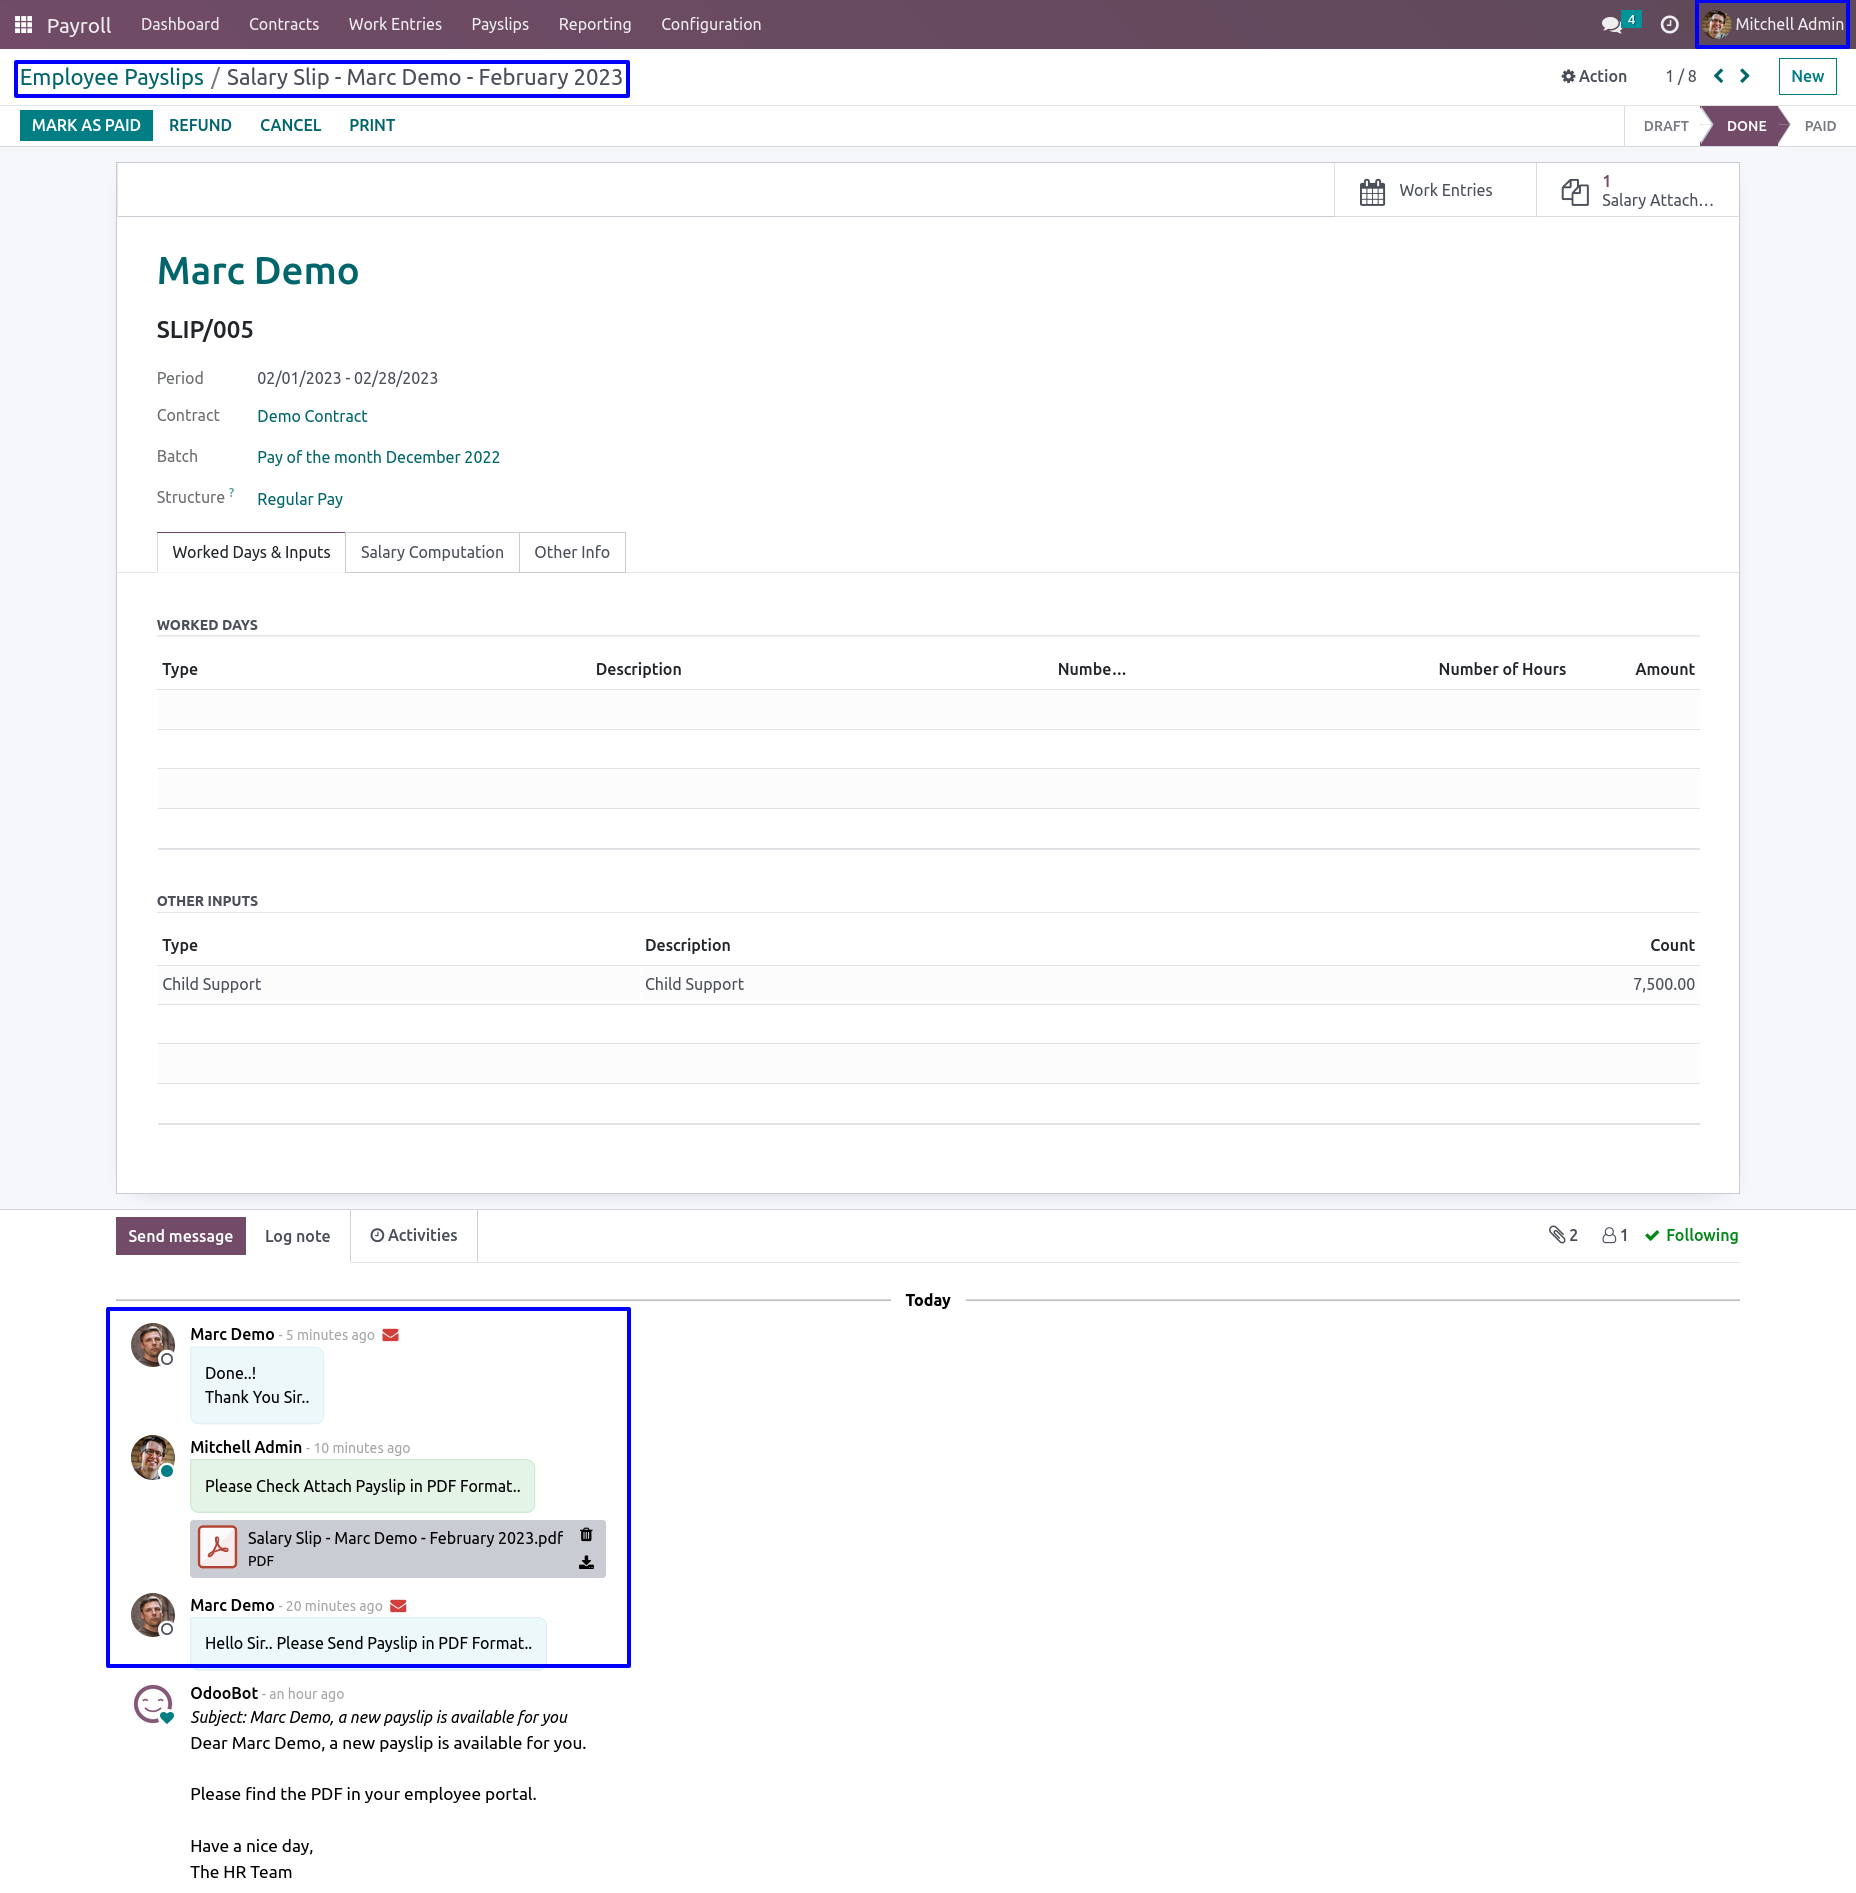 Payroll Dashboard Contracts Work Entries Payslips Reporting Configuration 4 Mitchell Admin
Employee Payslips / Salary Slip - Marc Demo - February 2023 Action 1 / 8 New
MARK AS PAID REFUND CANCEL PRINT DRAFT DONE PAID
Work Entries
1
Salary Attach...
Marc Demo
SLIP/005
Period 02/01/2023 - 02/28/2023
Contract Demo Contract
Batch Pay of the month December 2022
Structure ? Regular Pay
Worked Days & Inputs Salary Computation Other Info
WORKED DAYS
Type Description Numbe... Number of Hours Amount
OTHER INPUTS
Type Description Count
Child Support Child Support 7,500.00
Send message Log note Activities 2 1 Following
Today
Marc Demo - 5 minutes ago
Done..!
Thank You Sir..
Mitchell Admin - 10 minutes ago
Please Check Attach Payslip in PDF Format..
Salary Slip - Marc Demo - February 2023.pdf
PDF
Marc Demo - 20 minutes ago
Hello Sir.. Please Send Payslip in PDF Format..
OdooBot - an hour ago
Subject: Marc Demo, a new payslip is available for you
Dear Marc Demo, a new payslip is available for you.
Please find the PDF in your employee portal.
Have a nice day,
The HR Team